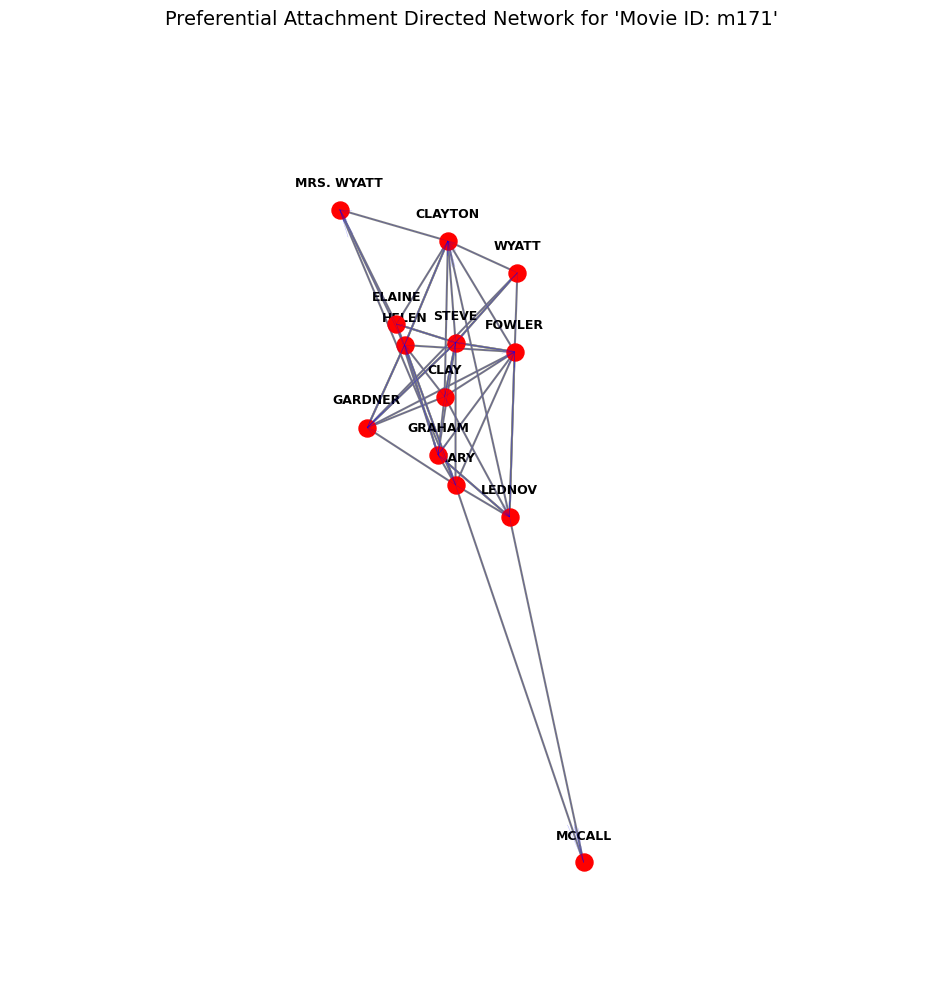 Preferential Attachment Directed Network for 'Movie ID: m171'
MRS. WYATT
CLAYTON
WYATT
ELAINE
HELEN
STEVE
FOWLER
CLAY
GARDNER
GRAHAM
LEDNOV
MCCALL